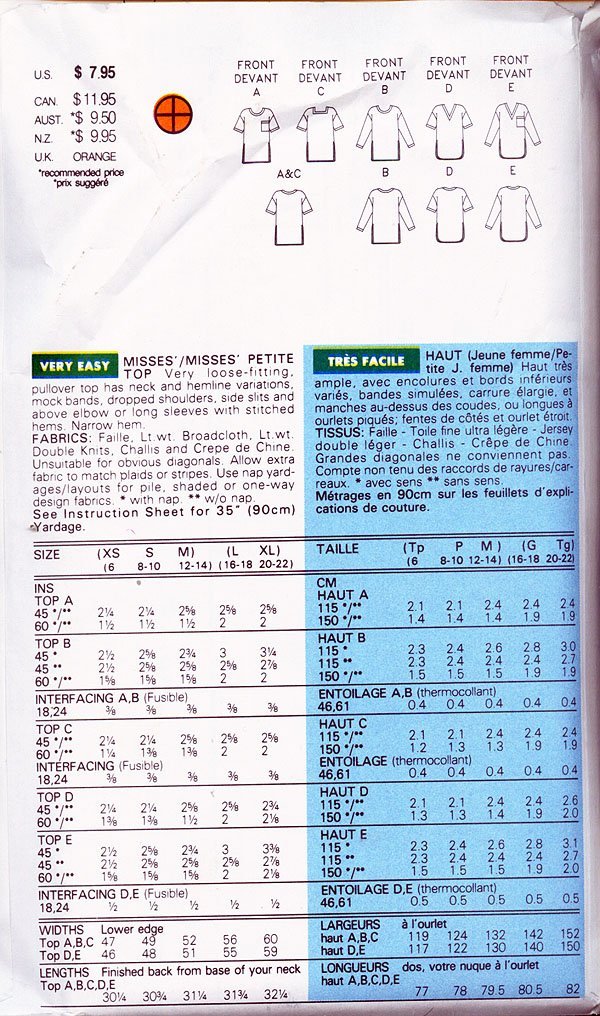 U.S. $ 7.95
CAN. $11.95
AUST. *$ 9.50
N.Z. *$ 9.95
U.K. ORANGE
*recommended price
*prix suggéré
FRONT DEVANT A
FRONT DEVANT C
FRONT DEVANT B
FRONT DEVANT D
FRONT DEVANT E
A&C B D E
VERY EASY MISSES'/MISSES' PETITE
TOP Very loose-fitting,
pullover top has neck and hemline variations,
mock bands, dropped shoulders, side slits and
above elbow or long sleeves with stitched
hems. Narrow hem.
FABRICS: Faille, Lt.wt. Broadcloth, Lt.wt.
Double Knits, Challis and Crepe de Chine.
Unsuitable for obvious diagonals. Allow extra
fabric to match plaids or stripes. Use nap yard-
ages/layouts for pile, shaded or one-way
design fabrics. * with nap. ** w/o nap.
See Instruction Sheet for 35" (90cm)
Yardage.
SIZE (XS S M) (L XL)
(6 8-10 12-14) (16-18 20-22)
INS
TOP A
45 */** 2¼ 2¼ 2⅝ 2⅝ 2⅝
60 */** 1½ 1½ 1½ 2 2
TOP B
45 * 2½ 2⅝ 2¾ 3 3¼
45 ** 2½ 2⅝ 2⅝ 2⅝ 2⅞
60 */** 1⅝ 1⅝ 1⅝ 2 2
INTERFACING A,B (Fusible)
18,24 ⅜ ⅜ ⅜ ⅜ ⅜
TOP C
45 */** 2¼ 2¼ 2⅝ 2⅝ 2⅝
60 */** 1¼ 1⅜ 1⅜ 2 2
INTERFACING (Fusible)
18,24 ⅜ ⅜ ⅜ ⅜ ⅜
TOP D
45 */** 2¼ 2¼ 2⅝ 2⅝ 2¾
60 */** 1⅜ 1⅜ 1½ 2 2⅛
TOP E
45 * 2½ 2⅝ 2¾ 3 3⅜
45 ** 2½ 2⅝ 2⅝ 2⅝ 2⅞
60 */** 1⅝ 1⅝ 1⅝ 2 2⅛
INTERFACING D,E (Fusible)
18,24 ½ ½ ½ ½ ½
WIDTHS Lower edge
Top A,B,C 47 49 52 56 60
Top D,E 46 48 51 55 59
LENGTHS Finished back from base of your neck
Top A,B,C,D,E
30¼ 30¾ 31¼ 31¾ 32¼
TRÈS FACILE HAUT (Jeune femme/Pe-
tite J. femme) Haut très
ample, avec encolures et bords inférieurs
variés, bandes simulées, carrure élargie, et
manches au-dessus des coudes, ou longues à
ourlets piqués; fentes de côtés et ourlet étroit.
TISSUS: Faille - Toile fine ultra légère - Jersey
double léger - Challis - Crêpe de Chine.
Grandes diagonales ne conviennent pas.
Compte non tenu des raccords de rayures/car-
reaux. * avec sens ** sans sens.
Métrages en 90cm sur les feuillets d'expli-
cations de couture.
TAILLE (Tp P M ) (G Tg)
(6 8-10 12-14) (16-18 20-22)
CM
HAUT A
115 */** 2.1 2.1 2.4 2.4 2.4
150 */** 1.4 1.4 1.4 1.9 1.9
HAUT B
115 * 2.3 2.4 2.6 2.8 3.0
115 ** 2.3 2.4 2.4 2.4 2.7
150 */** 1.5 1.5 1.5 1.9 1.9
ENTOILAGE A,B (thermocollant)
46,61 0.4 0.4 0.4 0.4 0.4
HAUT C
115 */** 2.1 2.1 2.4 2.4 2.4
150 */** 1.2 1.3 1.3 1.9 1.9
ENTOILAGE (thermocollant)
46,61 0.4 0.4 0.4 0.4 0.4
HAUT D
115 */** 2.1 2.1 2.4 2.4 2.6
150 */** 1.3 1.3 1.4 1.9 2.0
HAUT E
115 * 2.3 2.4 2.6 2.8 3.1
115 ** 2.3 2.4 2.4 2.4 2.7
150 */** 1.5 1.5 1.5 1.9 2.0
ENTOILAGE D,E (thermocollant)
46,61 0.5 0.5 0.5 0.5 0.5
LARGEURS à l'ourlet
haut A,B,C 119 124 132 142 152
haut D,E 117 122 130 140 150
LONGUEURS dos, votre nuque à l'ourlet
haut A,B,C,D,E
77 78 79.5 80.5 82